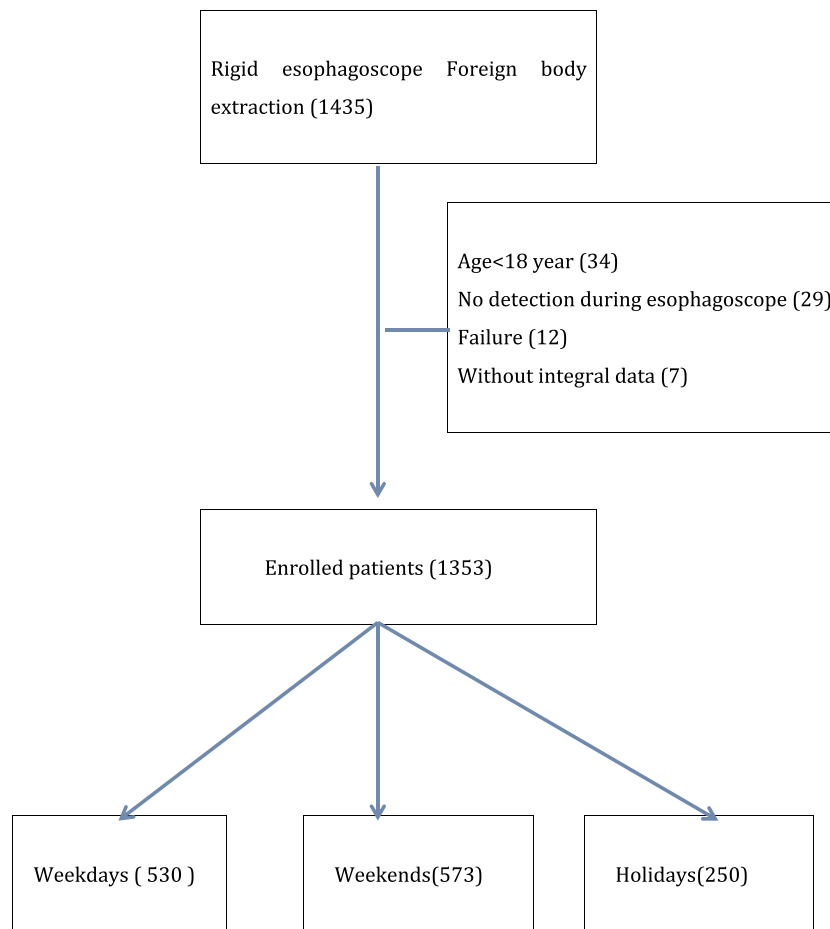 Rigid esophagoscope Foreign body
extraction (1435)
Age<18 year (34)
No detection during esophagoscope (29)
Failure (12)
Without integral data (7)
Enrolled patients (1353)
Weekdays ( 530 )
Weekends(573)
Holidays(250)